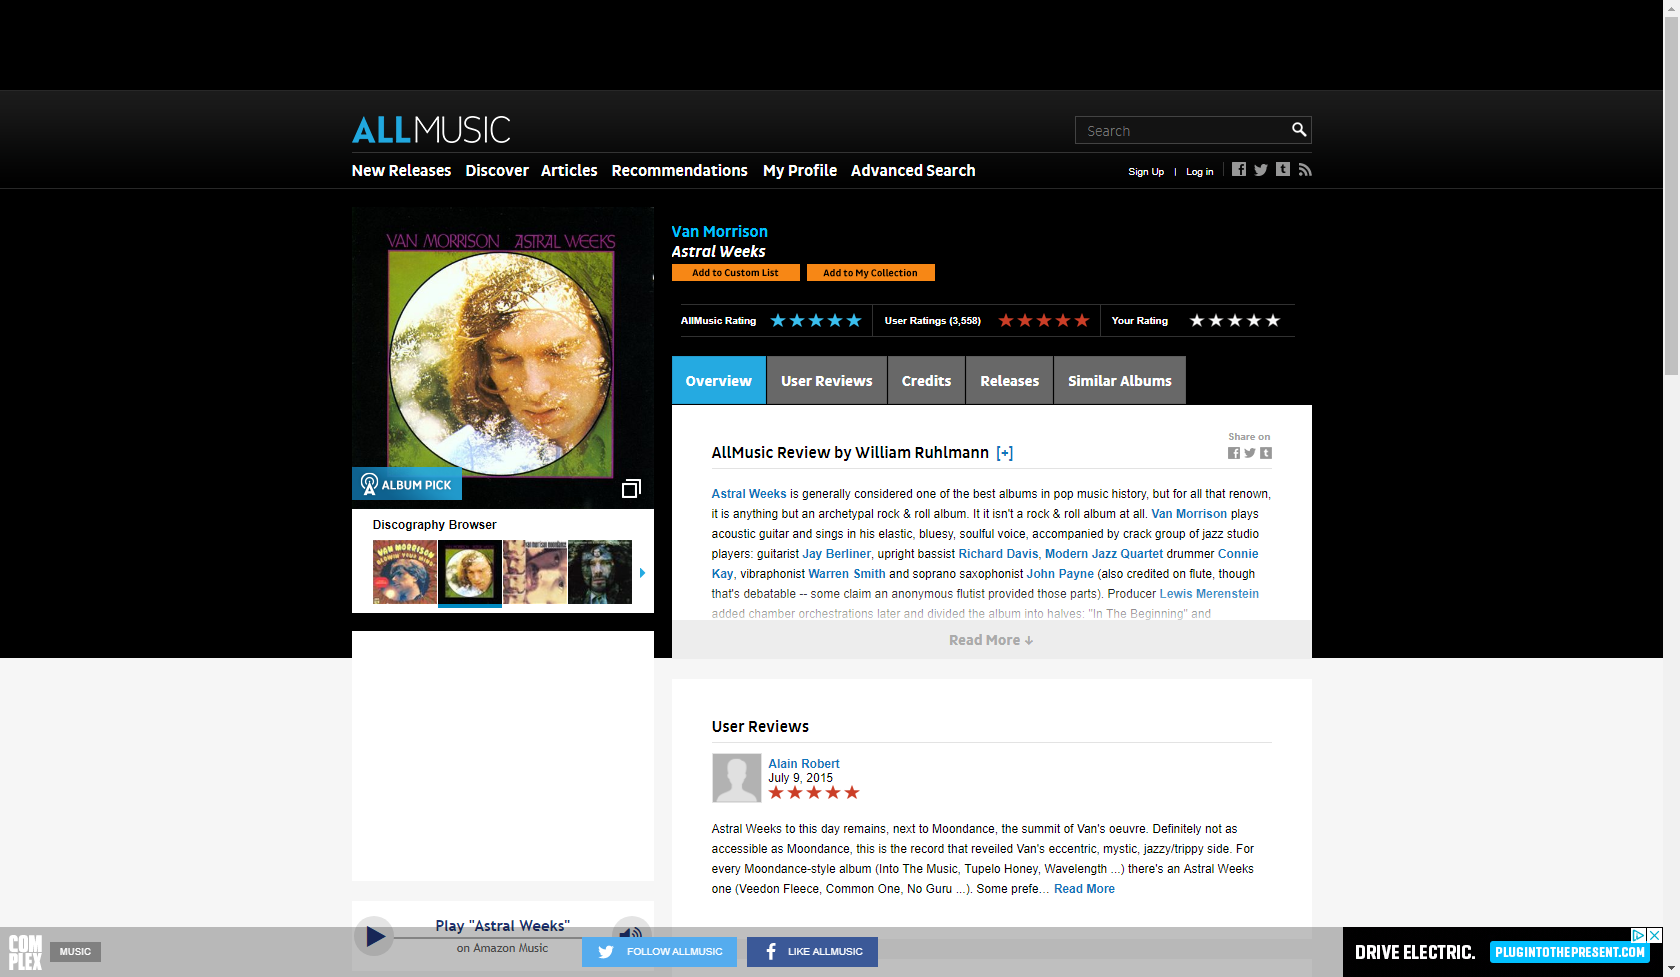 ALLMUSIC
Search
New Releases Discover Articles Recommendations My Profile Advanced Search
Sign Up | Log in
VAN MORRISON ASTRAL WEEKS
ALBUM PICK
Discography Browser
VAN MORRISON
Van Morrison
Astral Weeks
Add to Custom List Add to My Collection
AllMusic Rating User Ratings (3,558) Your Rating
Overview User Reviews Credits Releases Similar Albums
Share on
AllMusic Review by William Ruhlmann [+]
Astral Weeks is generally considered one of the best albums in pop music history, but for all that renown,
it is anything but an archetypal rock & roll album. It it isn't a rock & roll album at all. Van Morrison plays
acoustic guitar and sings in his elastic, bluesy, soulful voice, accompanied by crack group of jazz studio
players: guitarist Jay Berliner, upright bassist Richard Davis, Modern Jazz Quartet drummer Connie
Kay, vibraphonist Warren Smith and soprano saxophonist John Payne (also credited on flute, though
that's debatable -- some claim an anonymous flutist provided those parts). Producer Lewis Merenstein
added chamber orchestrations later and divided the album into halves: "In The Beginning" and
Read More ↓
User Reviews
Alain Robert
July 9, 2015
Astral Weeks to this day remains, next to Moondance, the summit of Van's oeuvre. Definitely not as
accessible as Moondance, this is the record that reveiled Van's eccentric, mystic, jazzy/trippy side. For
every Moondance-style album (Into The Music, Tupelo Honey, Wavelength ...) there's an Astral Weeks
one (Veedon Fleece, Common One, No Guru ...). Some prefe... Read More
Play "Astral Weeks"
on Amazon Music
COMPLEX
MUSIC
FOLLOW ALLMUSIC
LIKE ALLMUSIC
DRIVE ELECTRIC. PLUGINTOTHEPRESENT.COM